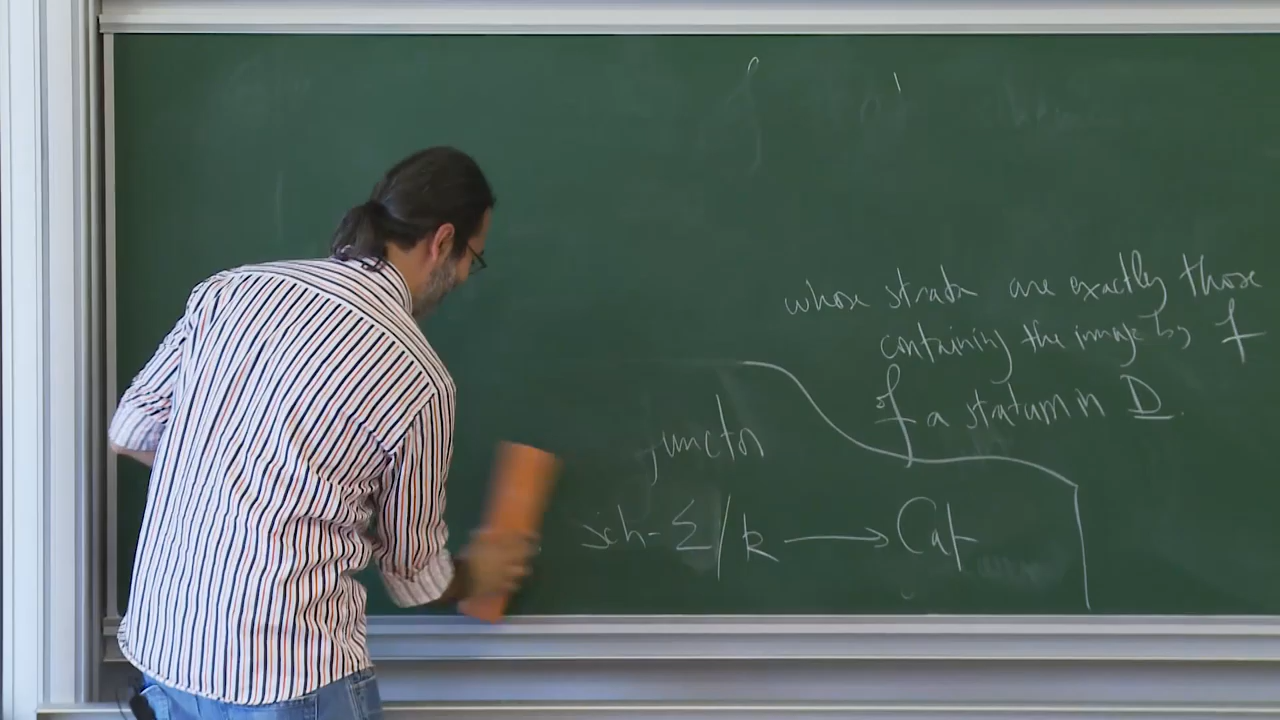 whose strata are exactly those
containing the image by f
of a stratum in D.
functor
sch-Σ/k → Cat